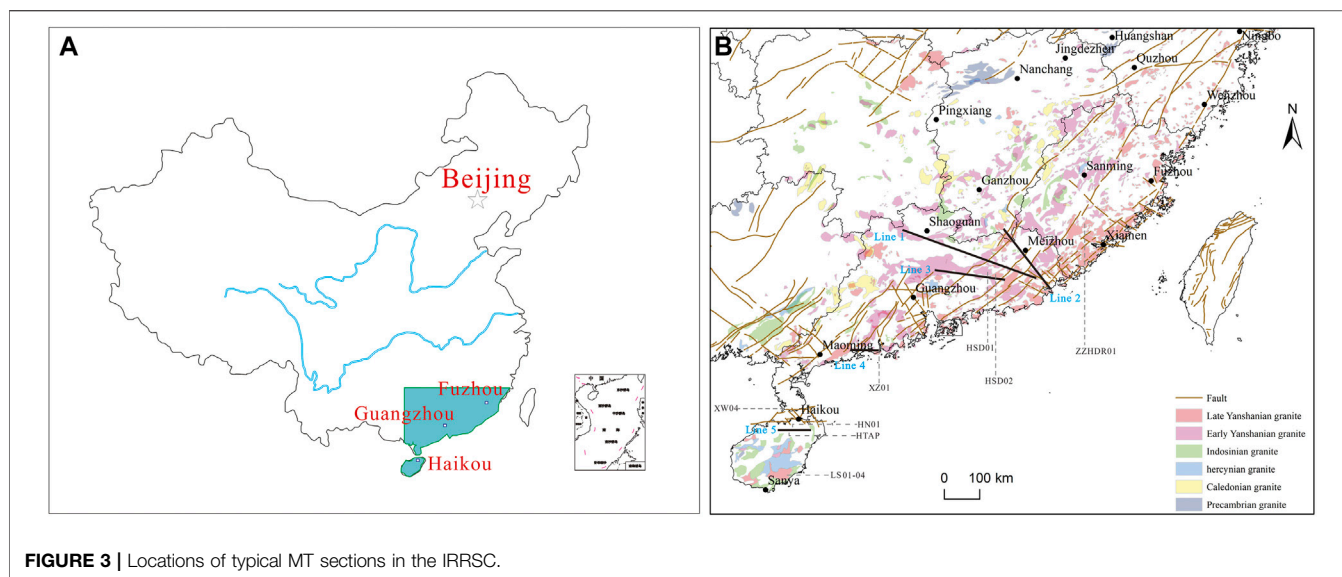 A
Beijing
Fuzhou
Guangzhou
Haikou
中 国
B
Huangshan
Ningbo
Jingdezhen
Quzhou
Nanchang
Wenzhou
Pingxiang
N
Sanming
Fuzhou
Ganzhou
Shaoguan
Line 1
Meizhou
Xiamen
Line 3
Guangzhou
Line 2
Maoming
HSD01
ZZHDR01
Line 4
XZ01
HSD02
XW04
Haikou
HN01
Line 5
HTAP
LS01-04
Sanya
0 100 km
Fault
Late Yanshanian granite
Early Yanshanian granite
Indosinian granite
hercynian granite
Caledonian granite
Precambrian granite
FIGURE 3 | Locations of typical MT sections in the IRRSC.